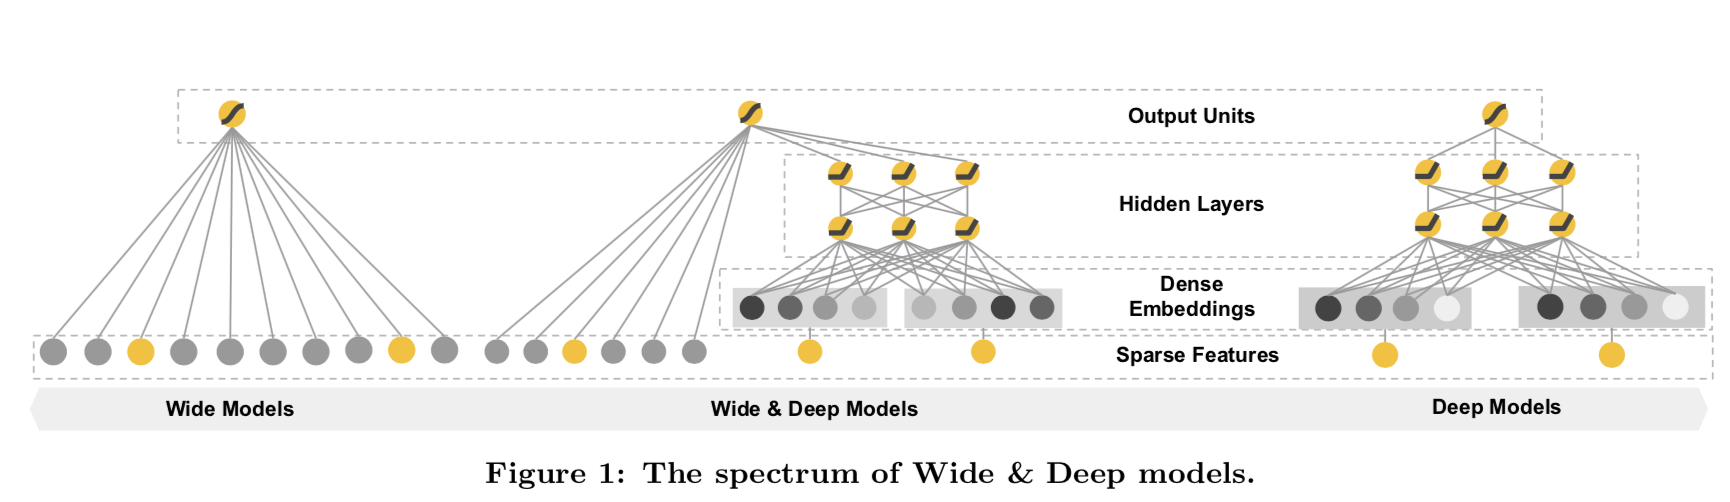 Output Units
Hidden Layers
Dense
Embeddings
Sparse Features
Wide Models
Wide & Deep Models
Deep Models
Figure 1: The spectrum of Wide & Deep models.